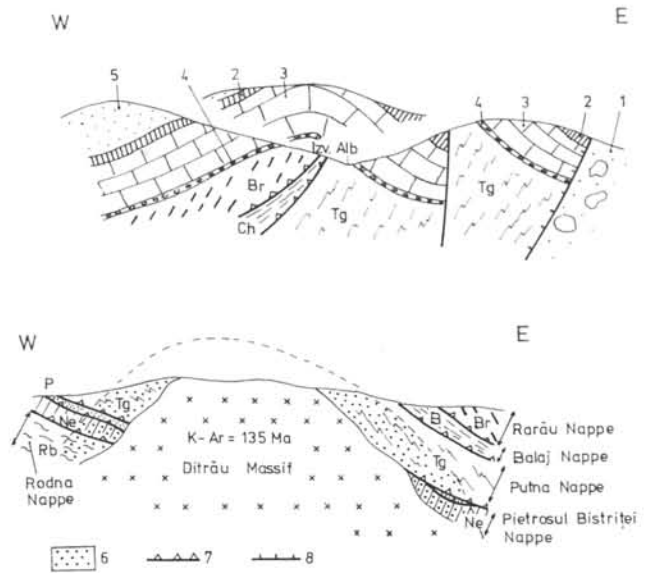 W E
5 4 2 3 4 3 2 1
Izv. Alb
Br Tg Tg
Ch
W E
P
Tg B Br
Ne K-Ar = 135 Ma Rarău Nappe
Rb Ditrău Massif Tg Balaj Nappe
Rodna Putna Nappe
Nappe Ne Pietrosul Bistriței
Nappe
6 7 8